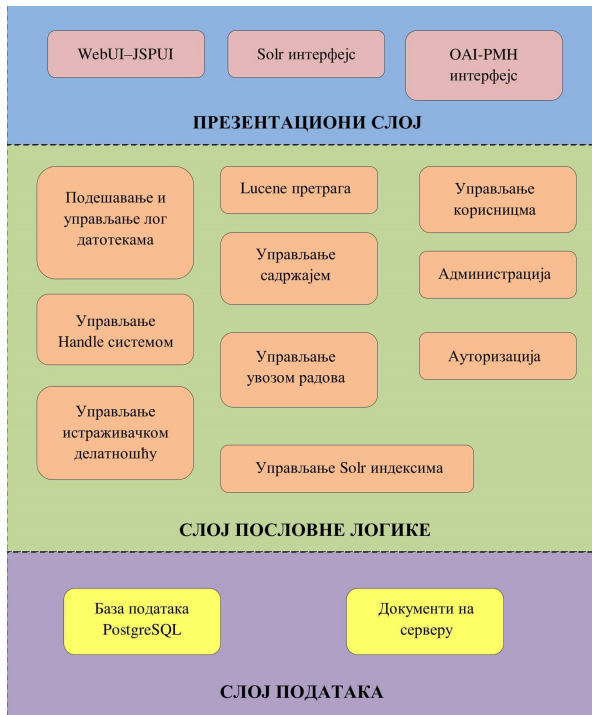 WebUI–JSPUI
Solr интерфејс
OAI-PMH
интерфејс
ПРЕЗЕНТАЦИОНИ СЛОЈ
Подешавање и
управљање лог
датотекама
Lucene претрага
Управљање
корисницма
Управљање
садржајем
Администрација
Управљање
Handle системом
Управљање
увозом радова
Ауторизација
Управљање
истраживачком
делатношћу
Управљање Solr индексима
СЛОЈ ПОСЛОВНЕ ЛОГИКЕ
База података
PostgreSQL
Документи на
серверу
СЛОЈ ПОДАТАКА